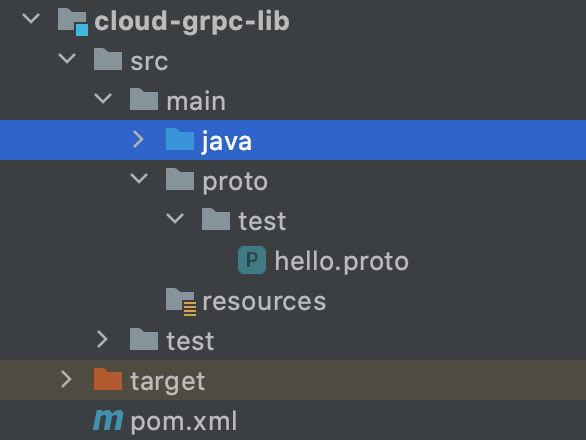 cloud-grpc-lib
src
main
java
proto
test
P hello.proto
resources
test
target
m pom.xml